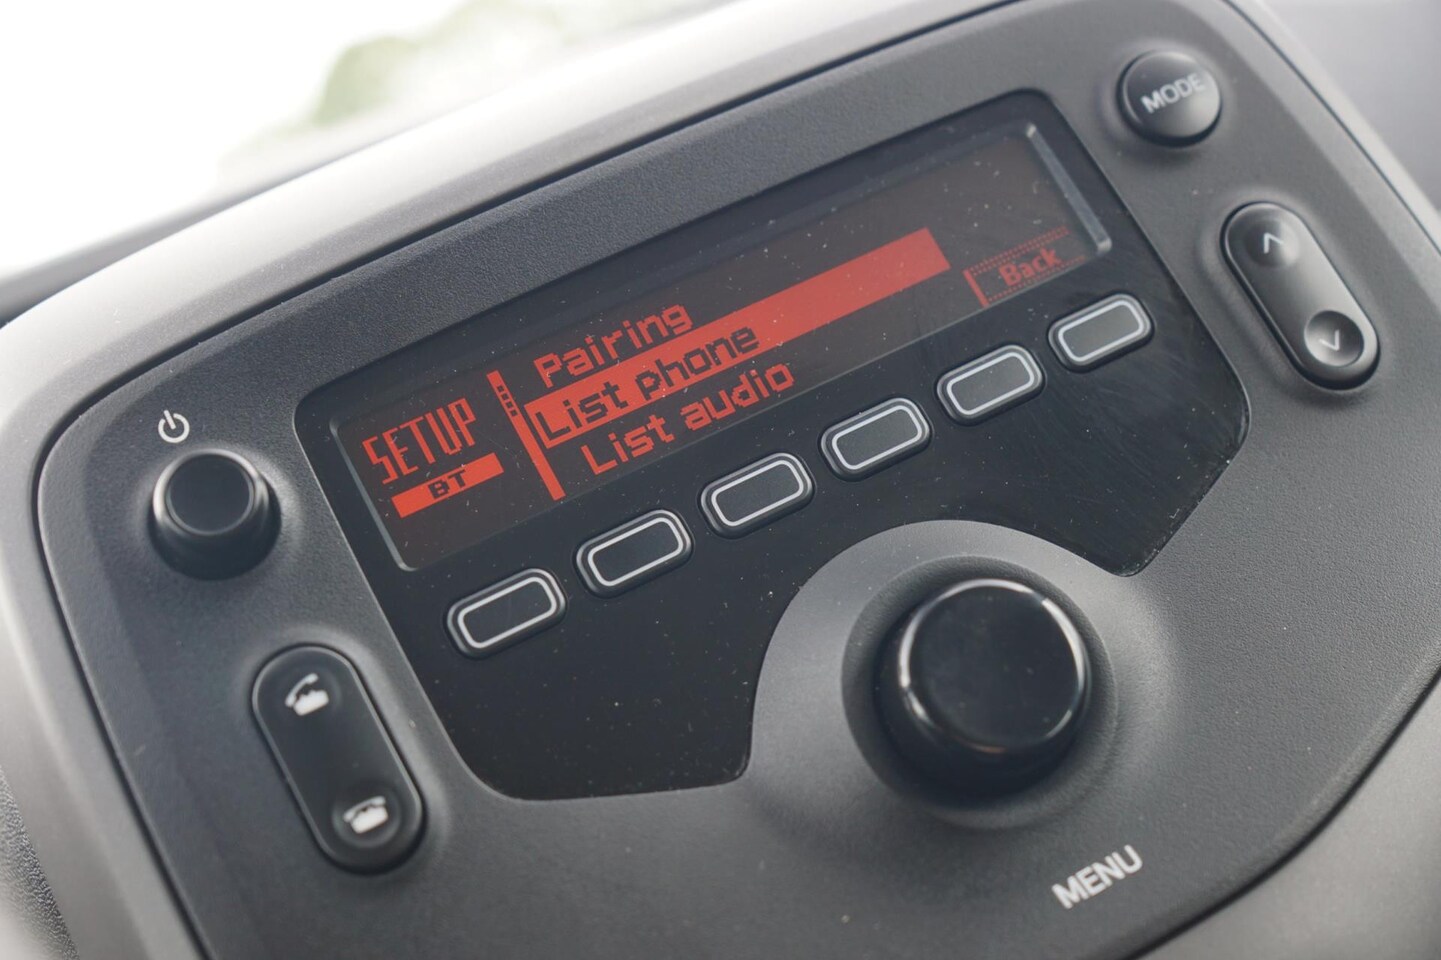 MODE
Pairing
List phone
List audio
Back
SETUP
BT
MENU